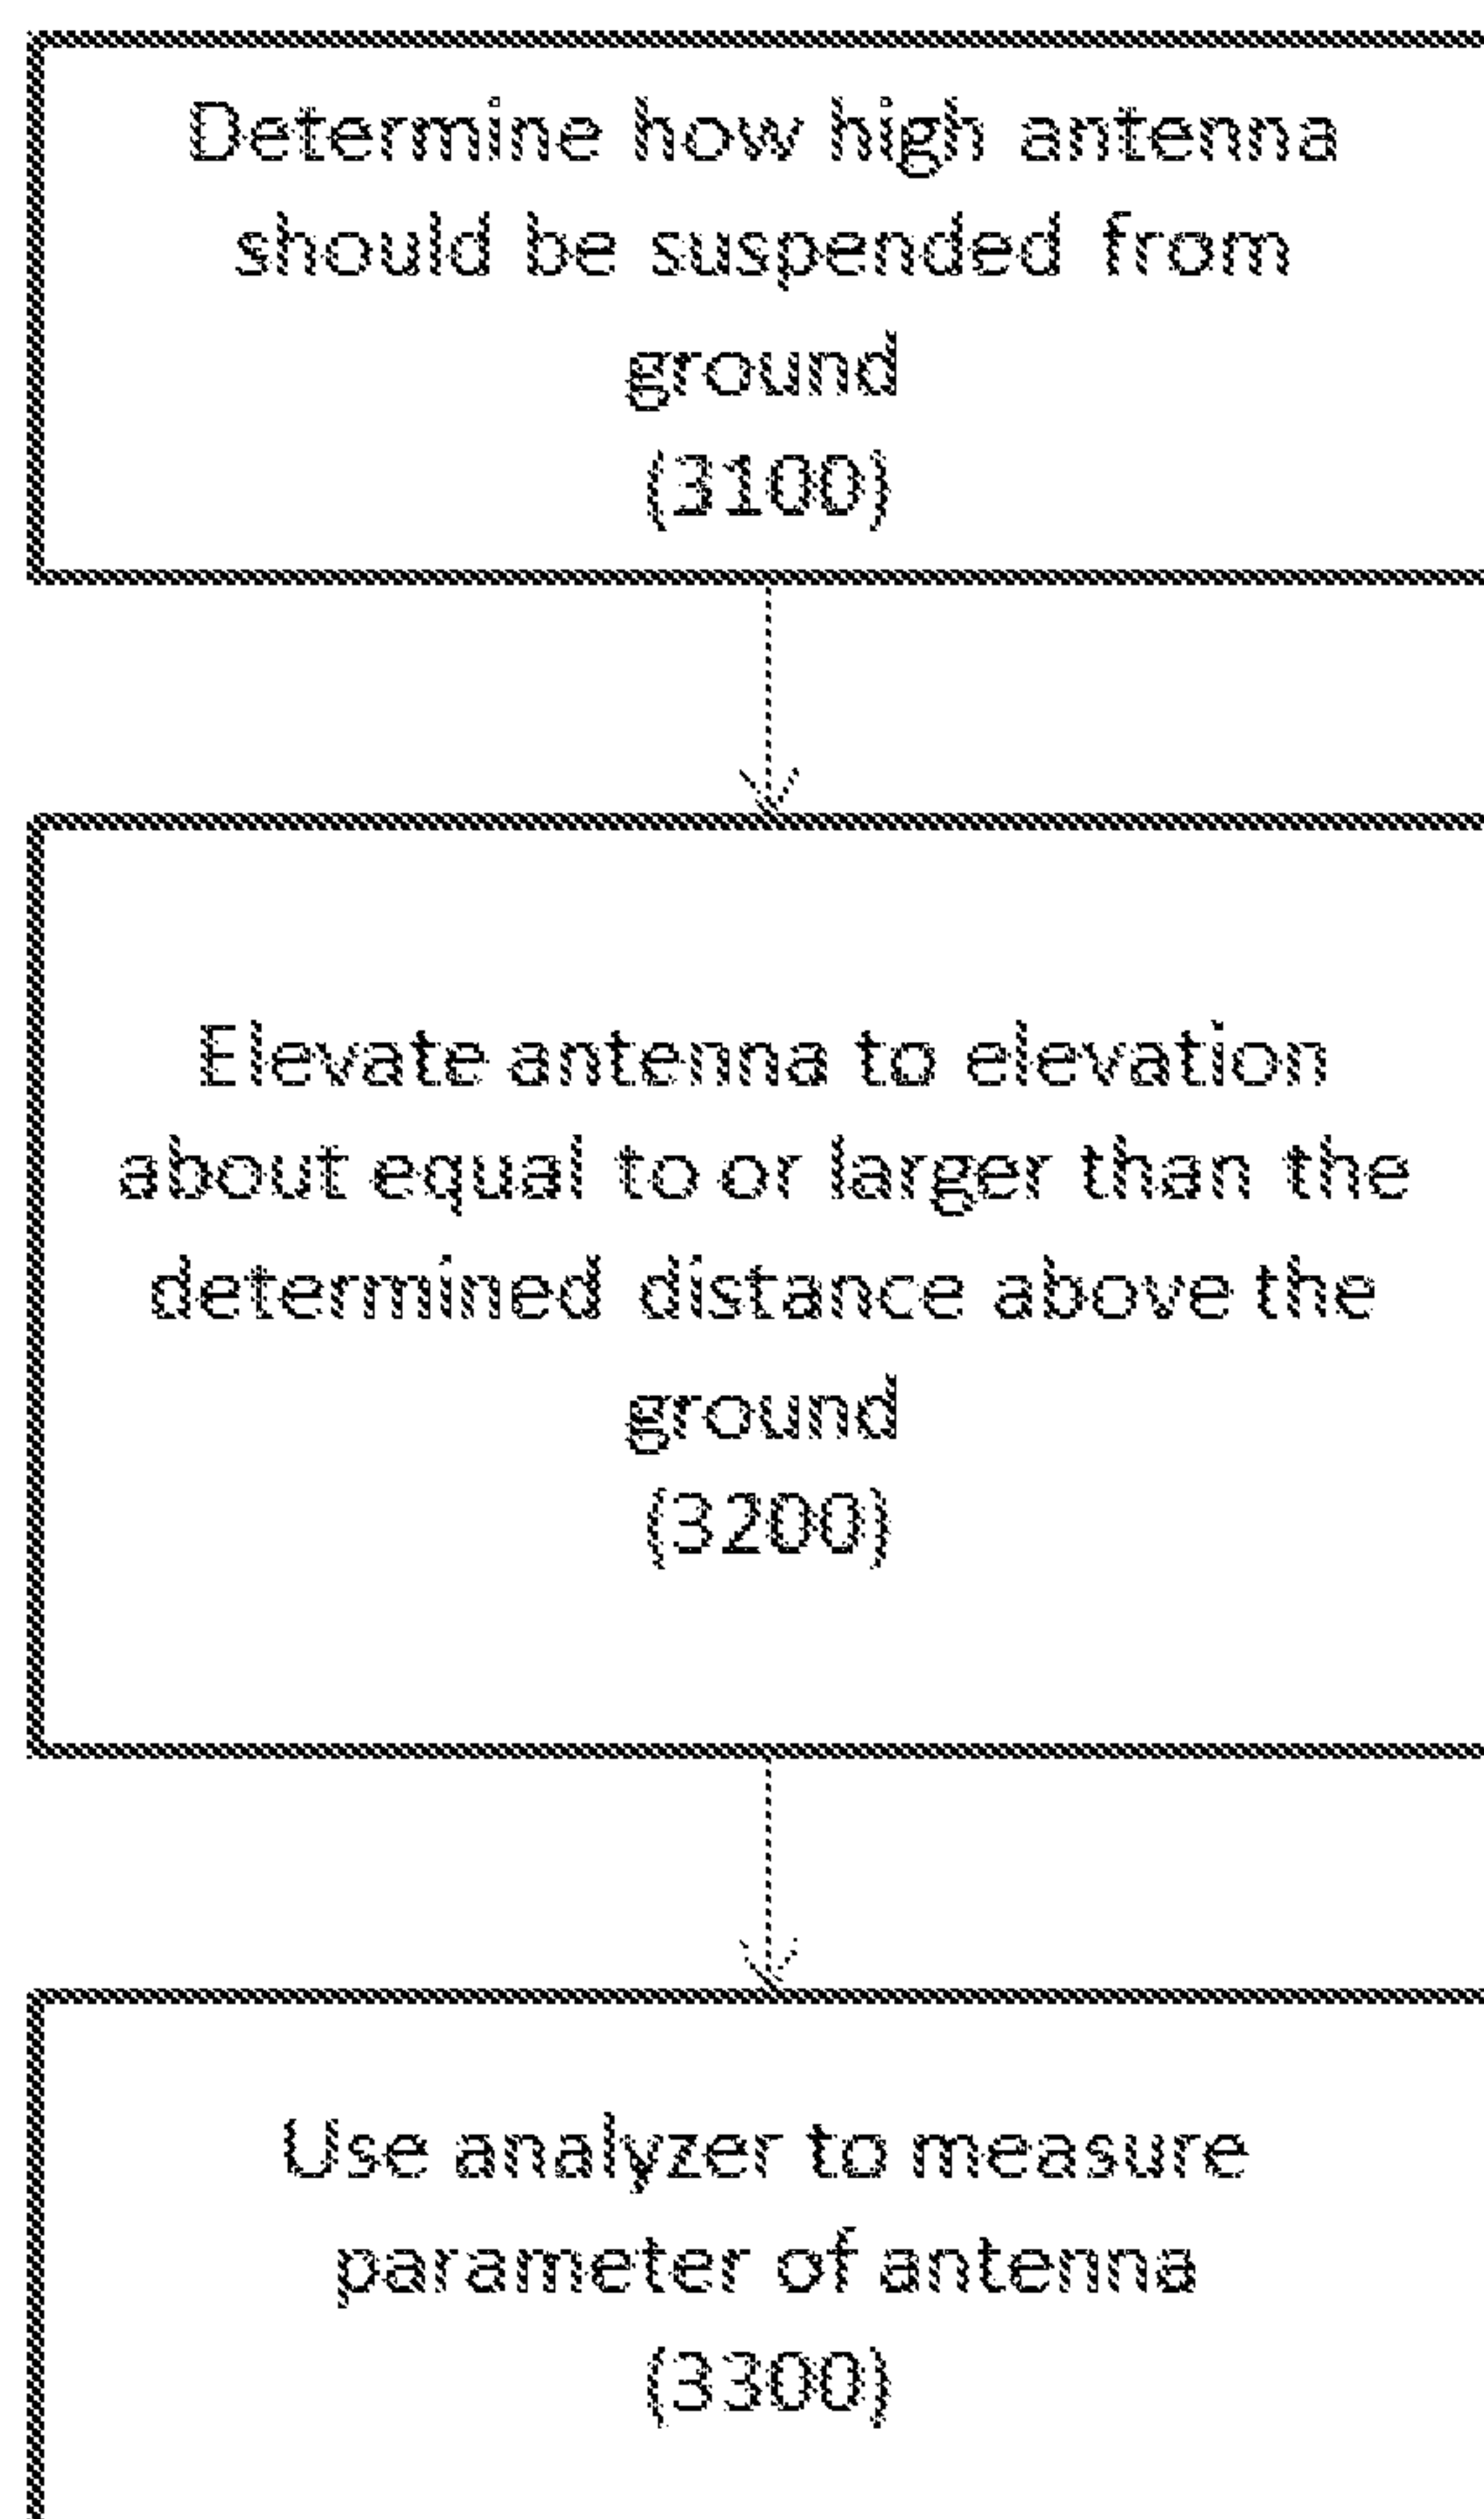 Determine how high antenna
should be suspended from
ground
(3100)
Elevate antenna to elevation
about equal to or larger than the
determined distance above the
ground
(3200)
Use analyzer to measure
parameter of antenna
(3300)